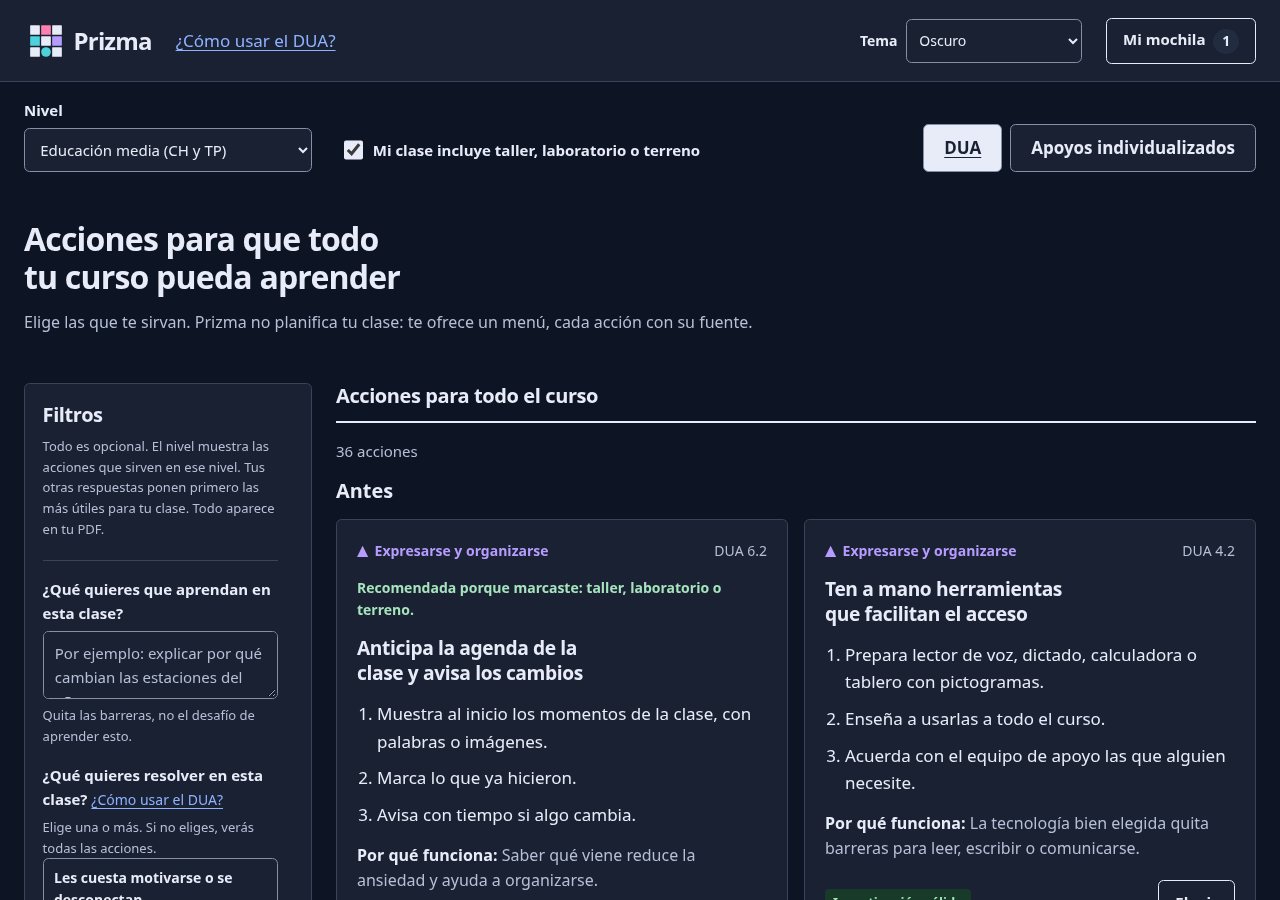 Prizma
¿Cómo usar el DUA?
Tema
Oscuro
Mi mochila 1
Nivel
Educación media (CH y TP)
Mi clase incluye taller, laboratorio o terreno
DUA
Apoyos individualizados
Acciones para que todo
tu curso pueda aprender
Elige las que te sirvan. Prizma no planifica tu clase: te ofrece un menú, cada acción con su fuente.
Filtros
Todo es opcional. El nivel muestra las
acciones que sirven en ese nivel. Tus
otras respuestas ponen primero las
más útiles para tu clase. Todo aparece
en tu PDF.
¿Qué quieres que aprendan en
esta clase?
Por ejemplo: explicar por qué
cambian las estaciones del
Quita las barreras, no el desafío de
aprender esto.
¿Qué quieres resolver en esta
clase? ¿Cómo usar el DUA?
Elige una o más. Si no eliges, verás
todas las acciones.
Les cuesta motivarse o se
desconectan
Acciones para todo el curso
36 acciones
Antes
▲ Expresarse y organizarse
DUA 6.2
Recomendada porque marcaste: taller, laboratorio o
terreno.
Anticipa la agenda de la
clase y avisa los cambios
1. Muestra al inicio los momentos de la clase, con
palabras o imágenes.
2. Marca lo que ya hicieron.
3. Avisa con tiempo si algo cambia.
Por qué funciona: Saber qué viene reduce la
ansiedad y ayuda a organizarse.
▲ Expresarse y organizarse
DUA 4.2
Ten a mano herramientas
que facilitan el acceso
1. Prepara lector de voz, dictado, calculadora o
tablero con pictogramas.
2. Enseña a usarlas a todo el curso.
3. Acuerda con el equipo de apoyo las que alguien
necesite.
Por qué funciona: La tecnología bien elegida quita
barreras para leer, escribir o comunicarse.